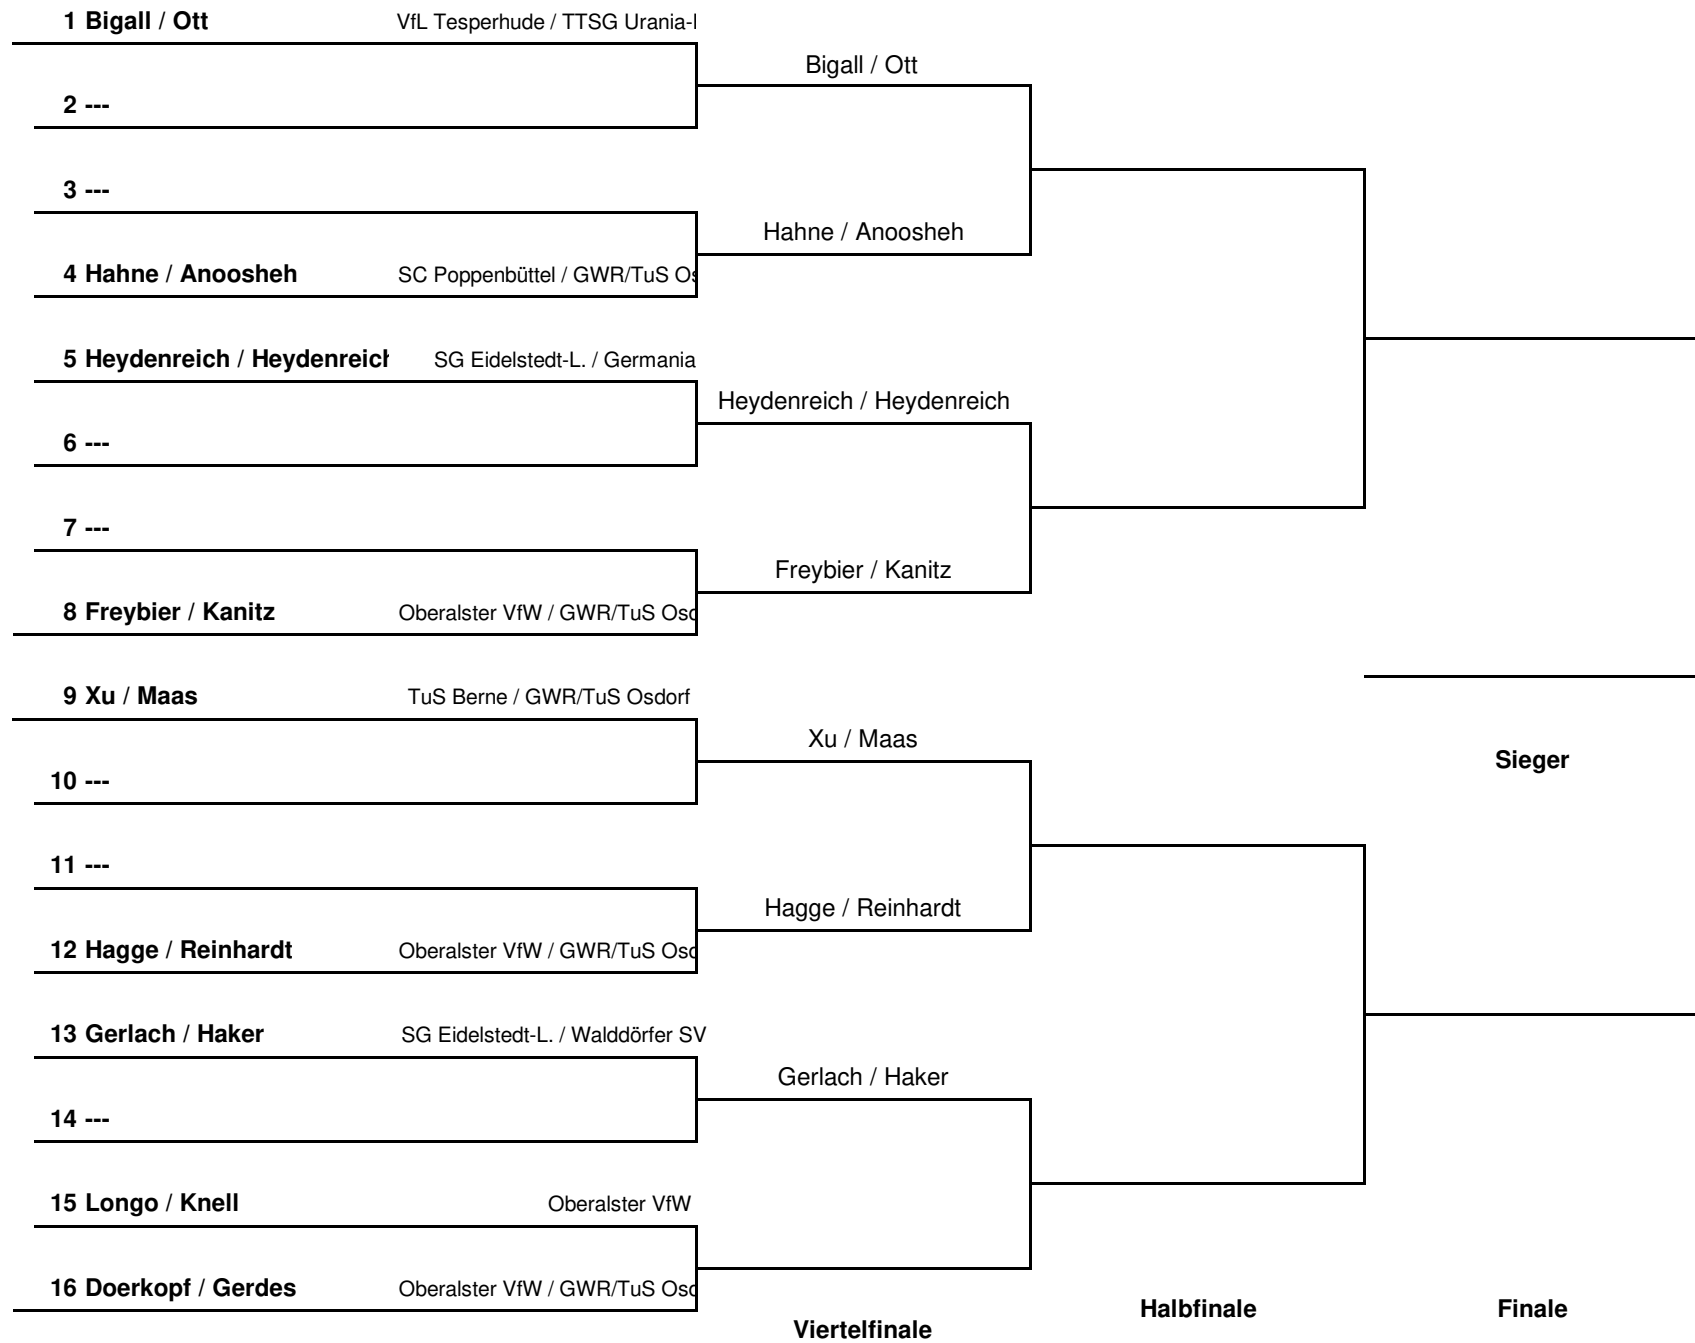 1 Bigall / Ott VfL Tesperhude / TTSG Urania-
Bigall / Ott
2 ---
3 ---
Hahne / Anoosheh
4 Hahne / Anoosheh SC Poppenbüttel / GWR/TuS Os
5 Heydenreich / Heydenreich SG Eidelstedt-L. / Germania
Heydenreich / Heydenreich
6 ---
7 ---
Freybier / Kanitz
8 Freybier / Kanitz Oberalster VfW / GWR/TuS Osd
9 Xu / Maas TuS Berne / GWR/TuS Osdorf
Xu / Maas
Sieger
10 ---
11 ---
Hagge / Reinhardt
12 Hagge / Reinhardt Oberalster VfW / GWR/TuS Osd
13 Gerlach / Haker SG Eidelstedt-L. / Walddörfer SV
Gerlach / Haker
14 ---
15 Longo / Knell Oberalster VfW
16 Doerkopf / Gerdes Oberalster VfW / GWR/TuS Osd
Viertelfinale
Halbfinale
Finale